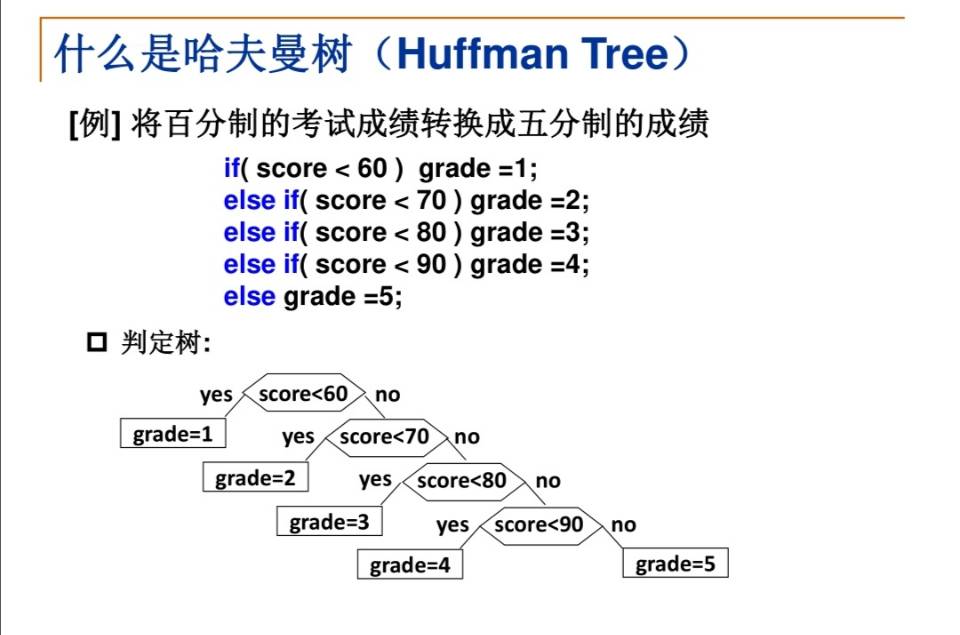 什么是哈夫曼树（Huffman Tree）
[例] 将百分制的考试成绩转换成五分制的成绩
if( score < 60 ) grade =1;
else if( score < 70 ) grade =2;
else if( score < 80 ) grade =3;
else if( score < 90 ) grade =4;
else grade =5;
判定树:
yes score<60 no
grade=1 yes score<70 no
grade=2 yes score<80 no
grade=3 yes score<90 no
grade=4 grade=5